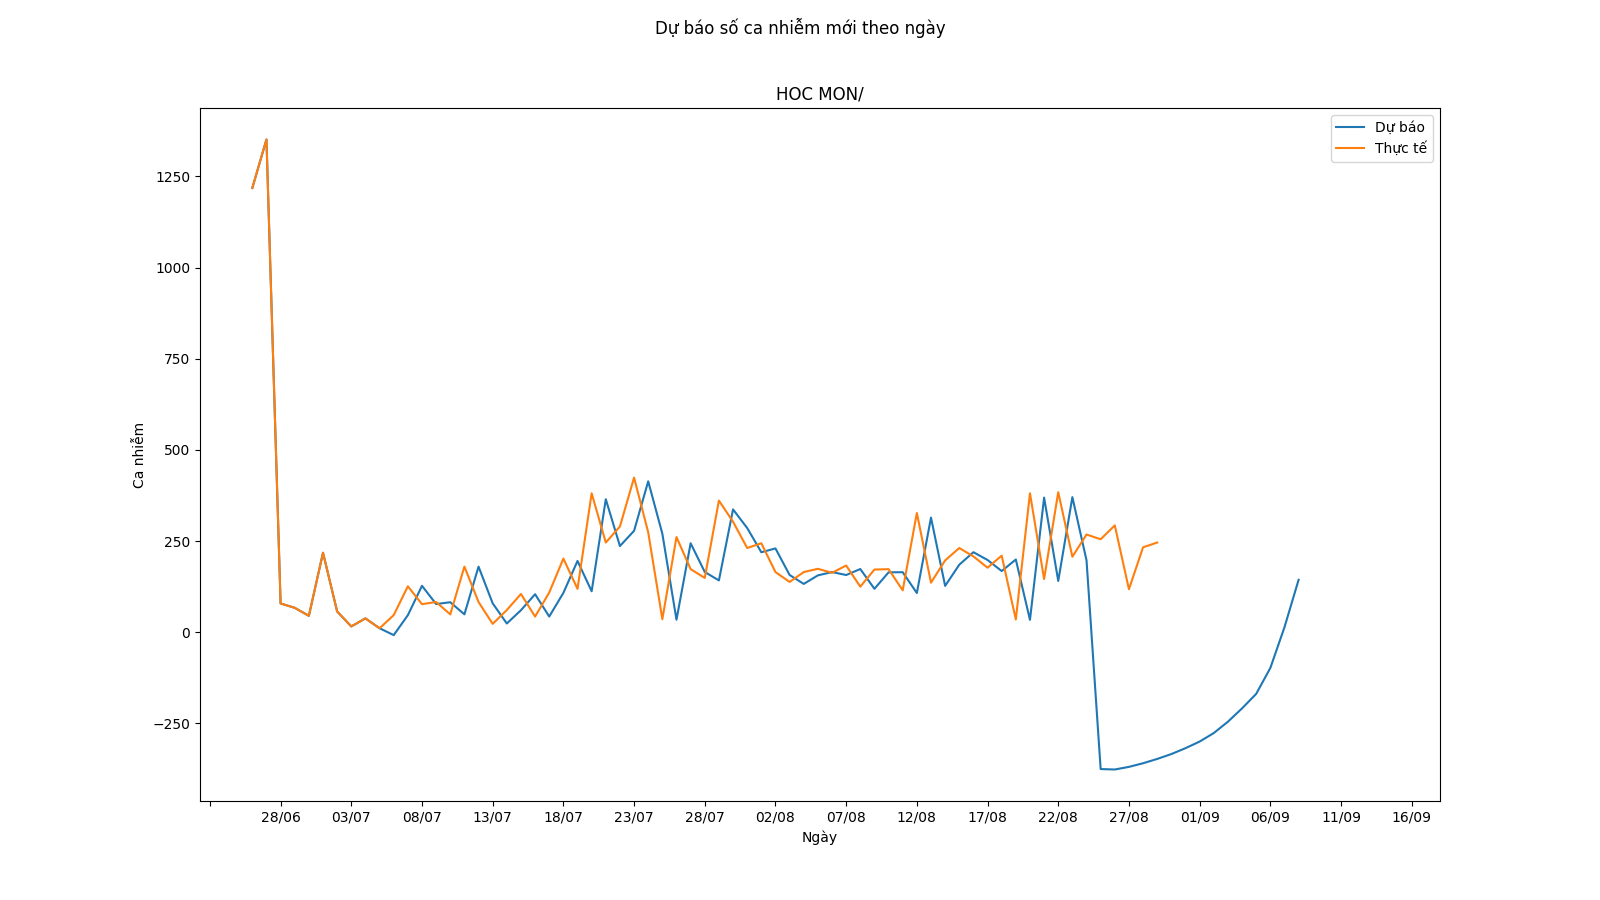 Dự báo số ca nhiễm mới theo ngày
HOC MON/
Dự báo
Thực tế
1250
1000
750
500
250
0
−250
Ca nhiễm
28/06 03/07 08/07 13/07 18/07 23/07 28/07 02/08 07/08 12/08 17/08 22/08 27/08 01/09 06/09 11/09 16/09
Ngày